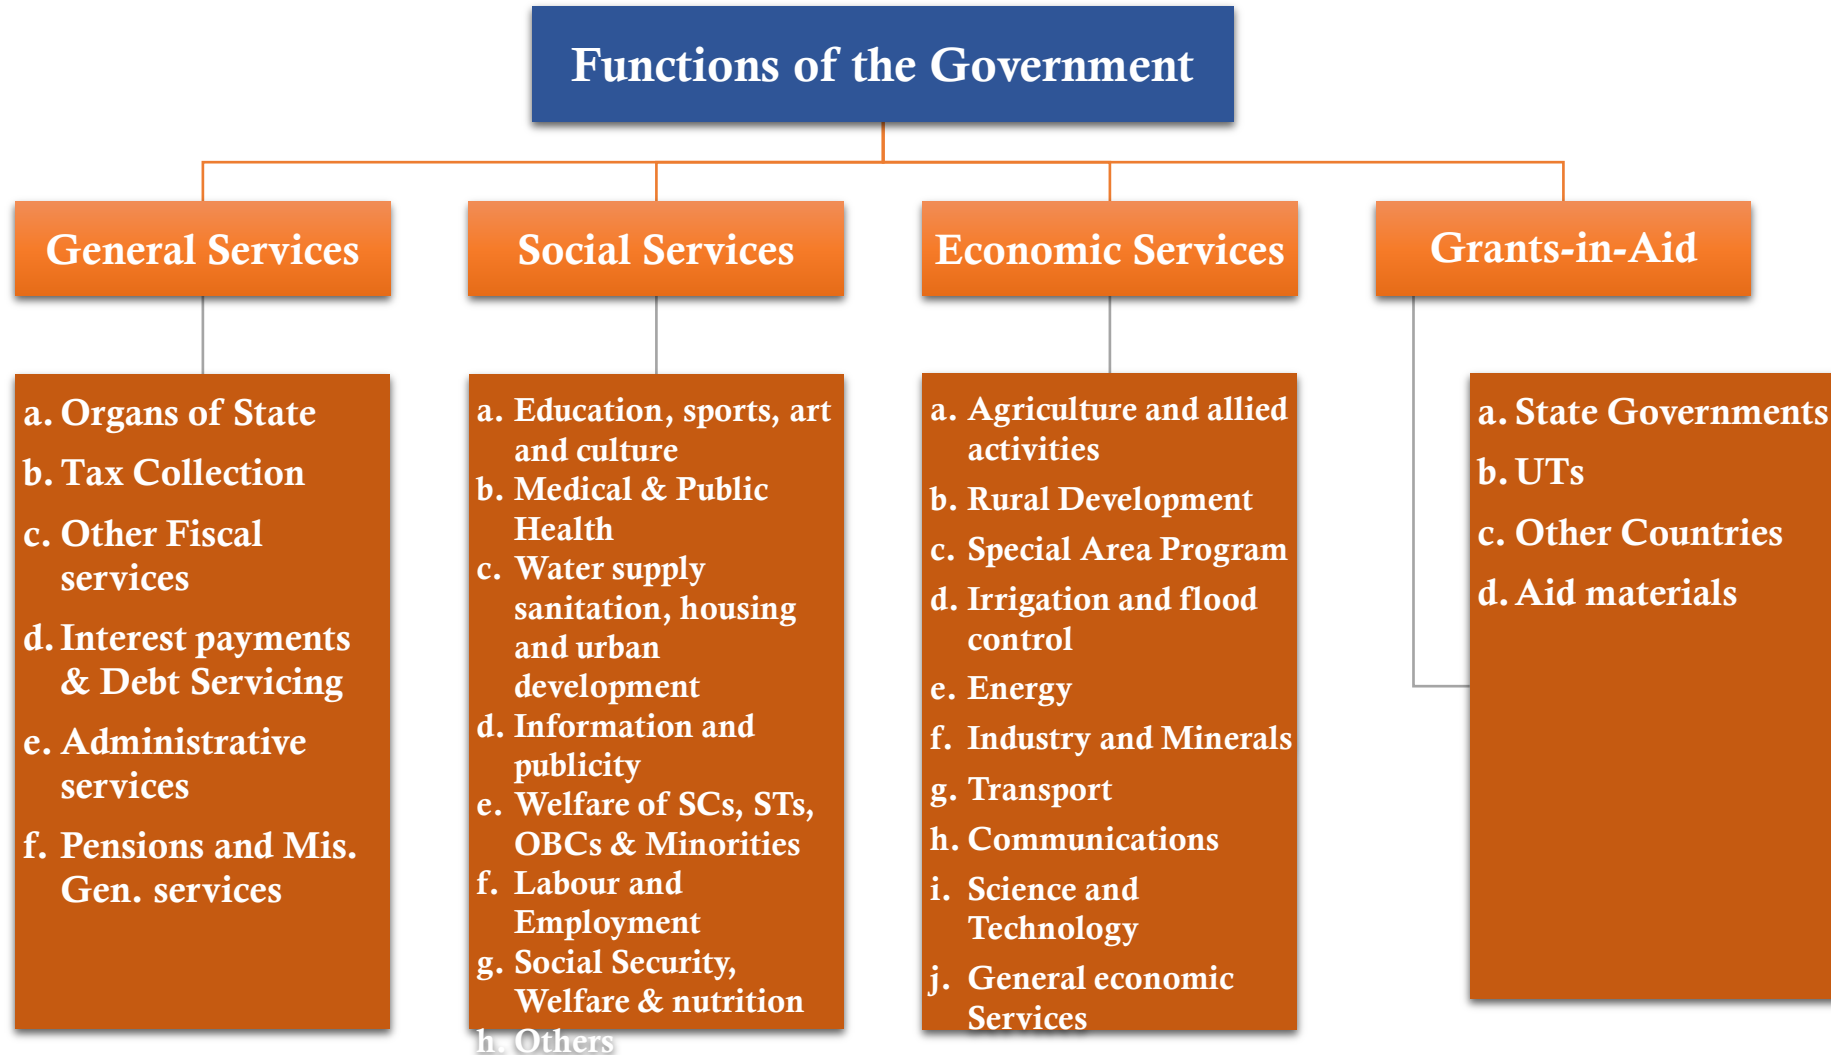 Functions of the Government
General Services
a. Organs of State
b. Tax Collection
c. Other Fiscal
services
d. Interest payments
& Debt Servicing
e. Administrative
services
f. Pensions and Mis.
Gen. services
Social Services
a. Education, sports, art
and culture
b. Medical & Public
Health
c. Water supply
sanitation, housing
and urban
development
d. Information and
publicity
e. Welfare of SCs, STs,
OBCs & Minorities
f. Labour and
Employment
g. Social Security,
Welfare & nutrition
h. Others
Economic Services
a. Agriculture and allied
activities
b. Rural Development
c. Special Area Program
d. Irrigation and flood
control
e. Energy
f. Industry and Minerals
g. Transport
h. Communications
i. Science and
Technology
j. General economic
Services
Grants-in-Aid
a. State Governments
b. UTs
c. Other Countries
d. Aid materials